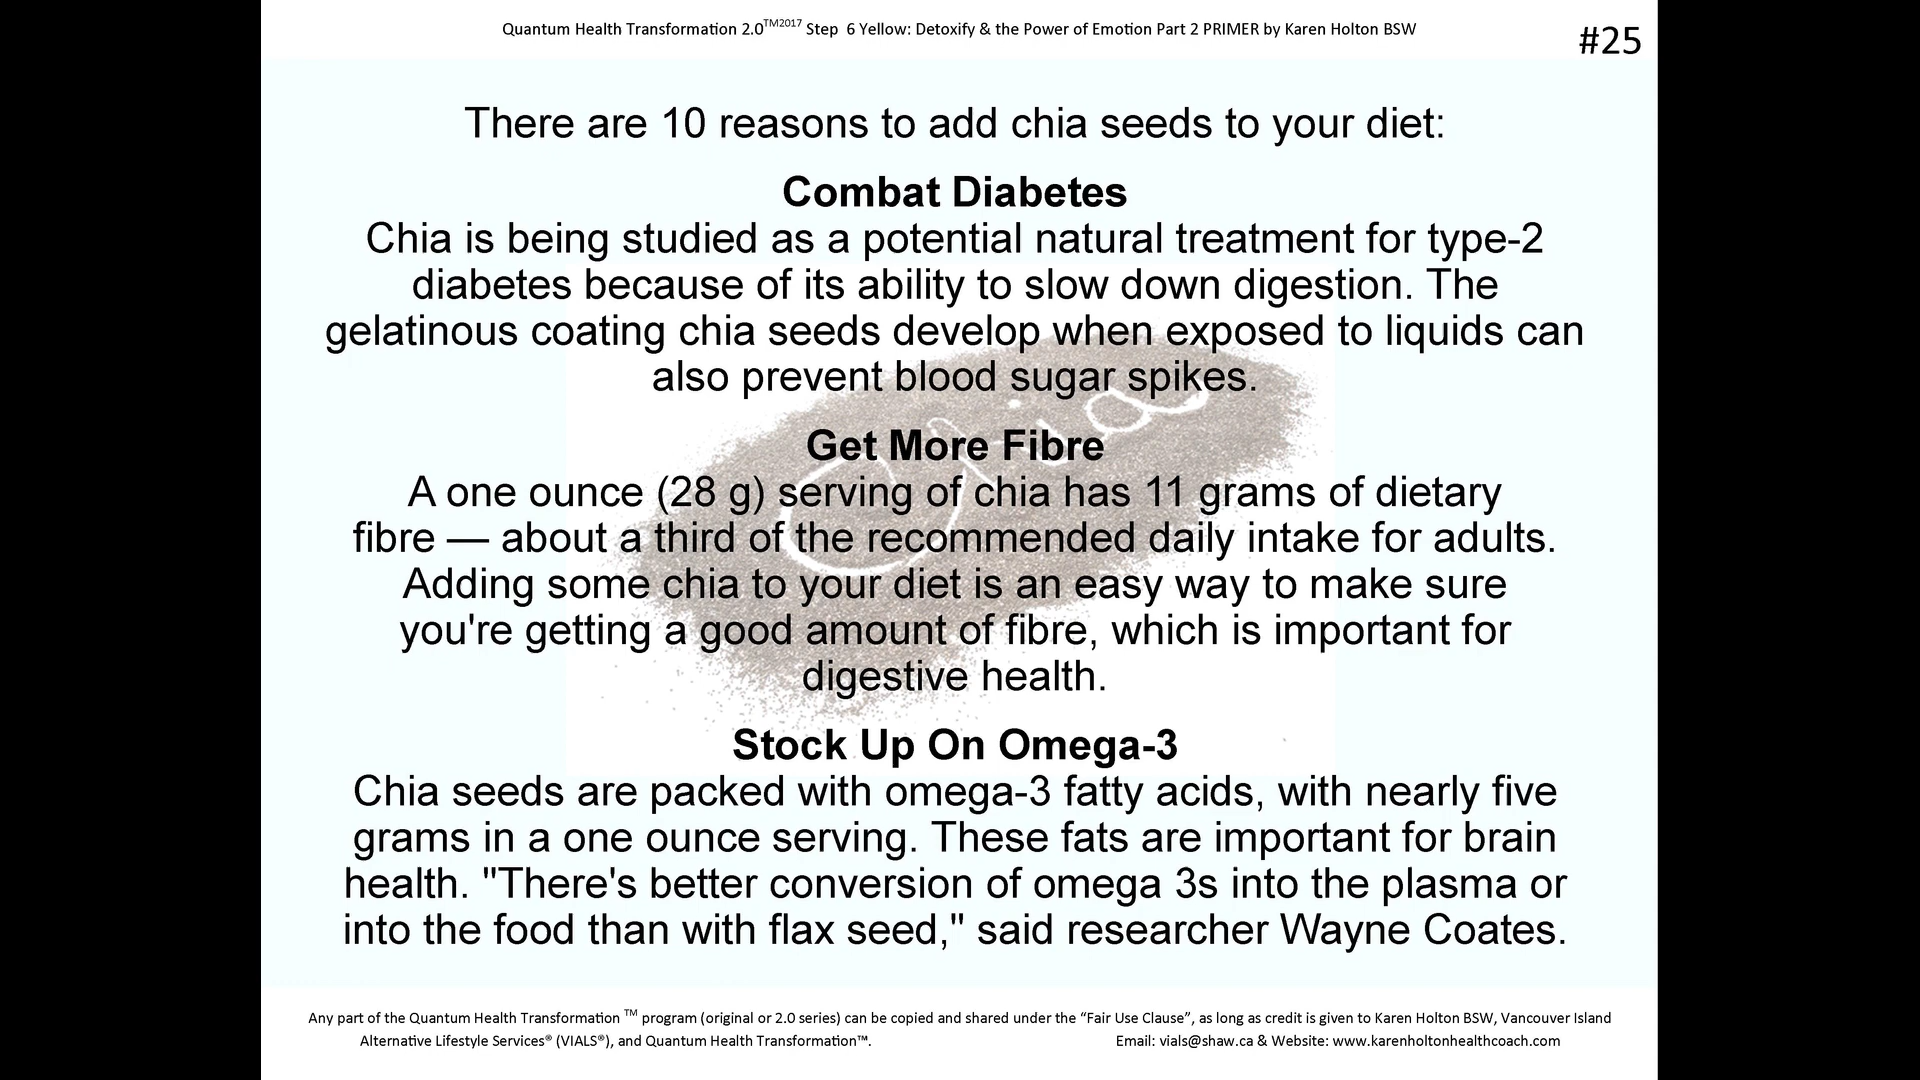 Quantum Health Transformation 2.0TM2017 Step 6 Yellow: Detoxify & the Power of Emotion Part 2 PRIMER by Karen Holton BSW
#25
There are 10 reasons to add chia seeds to your diet:
Combat Diabetes
Chia is being studied as a potential natural treatment for type-2
diabetes because of its ability to slow down digestion. The
gelatinous coating chia seeds develop when exposed to liquids can
also prevent blood sugar spikes.
Chia
Get More Fibre
A one ounce (28 g) serving of chia has 11 grams of dietary
fibre — about a third of the recommended daily intake for adults.
Adding some chia to your diet is an easy way to make sure
you're getting a good amount of fibre, which is important for
digestive health.
Stock Up On Omega-3
Chia seeds are packed with omega-3 fatty acids, with nearly five
grams in a one ounce serving. These fats are important for brain
health. "There's better conversion of omega 3s into the plasma or
into the food than with flax seed," said researcher Wayne Coates.
Any part of the Quantum Health Transformation TM program (original or 2.0 series) can be copied and shared under the “Fair Use Clause”, as long as credit is given to Karen Holton BSW, Vancouver Island
Alternative Lifestyle Services® (VIALS®), and Quantum Health Transformation™. Email: vials@shaw.ca & Website: www.karenholtonhealthcoach.com